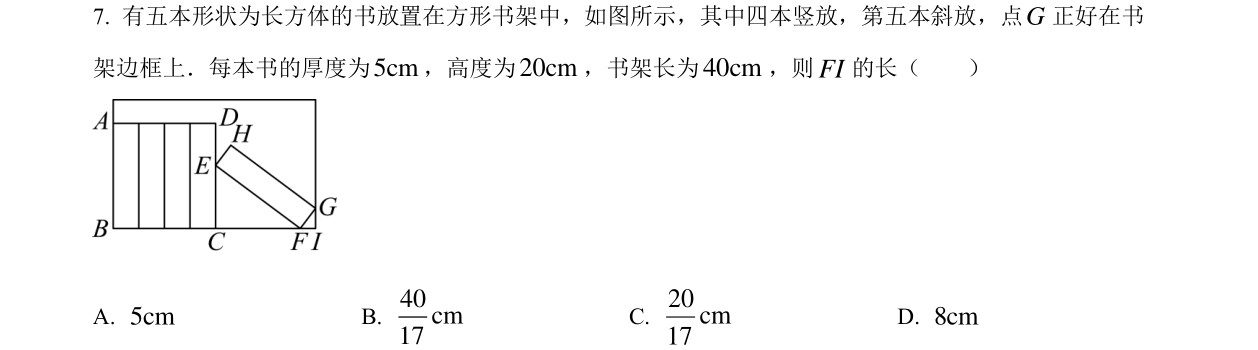 7. 有五本形状为长方体的书放置在方形书架中，如图所示，其中四本竖放，第五本斜放，点G 正好在书
架边框上．每本书的厚度为5cm，高度为20cm，书架长为40cm，则FI 的长（　　）
A D
H
E
G
B C F I
A. 5cm B. 40/17 cm C. 20/17 cm D. 8cm